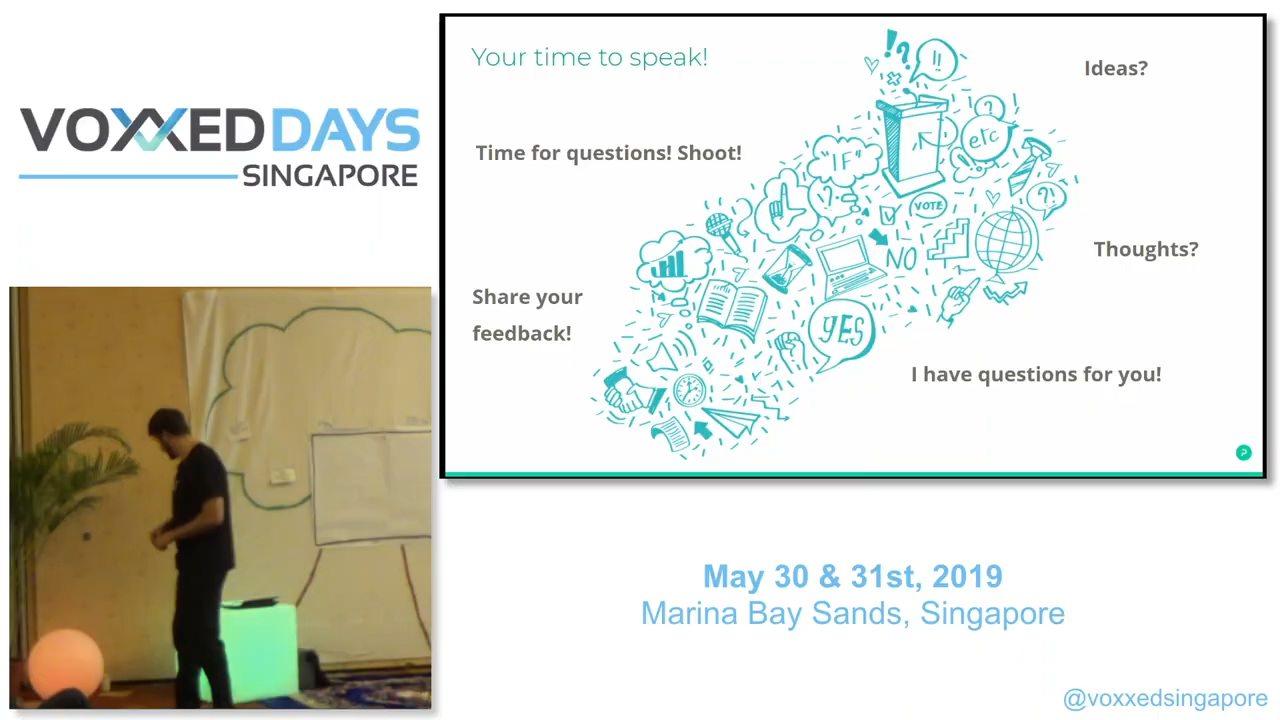 VOXXED DAYS
SINGAPORE
Your time to speak!
Ideas?
Time for questions! Shoot!
Thoughts?
Share your
feedback!
I have questions for you!
!?
!!
?
etc
"IF"
?
?!
VOTE
NO
YES
May 30 & 31st, 2019
Marina Bay Sands, Singapore
@voxxedsingapore